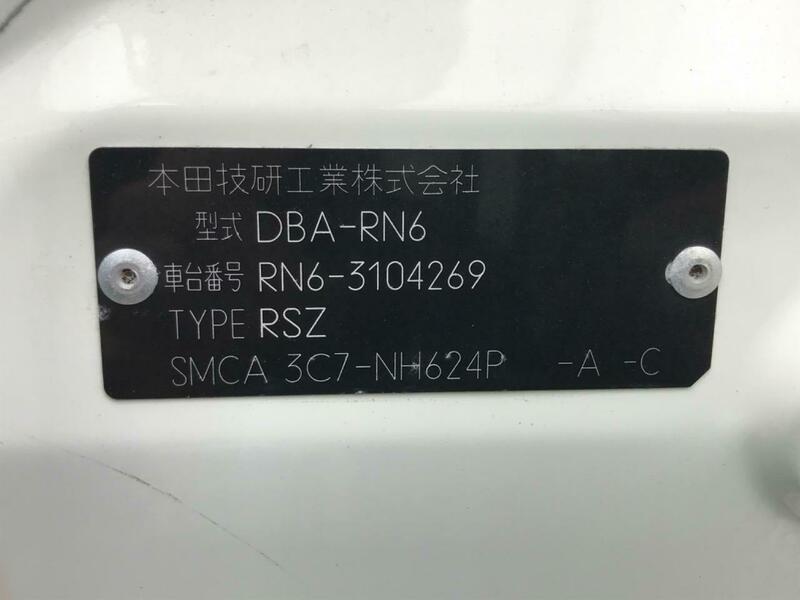 本田技研工業株式会社
型式 DBA-RN6
車台番号 RN6-3104269
TYPE RSZ
SMCA 3C7-NH624P -A -C